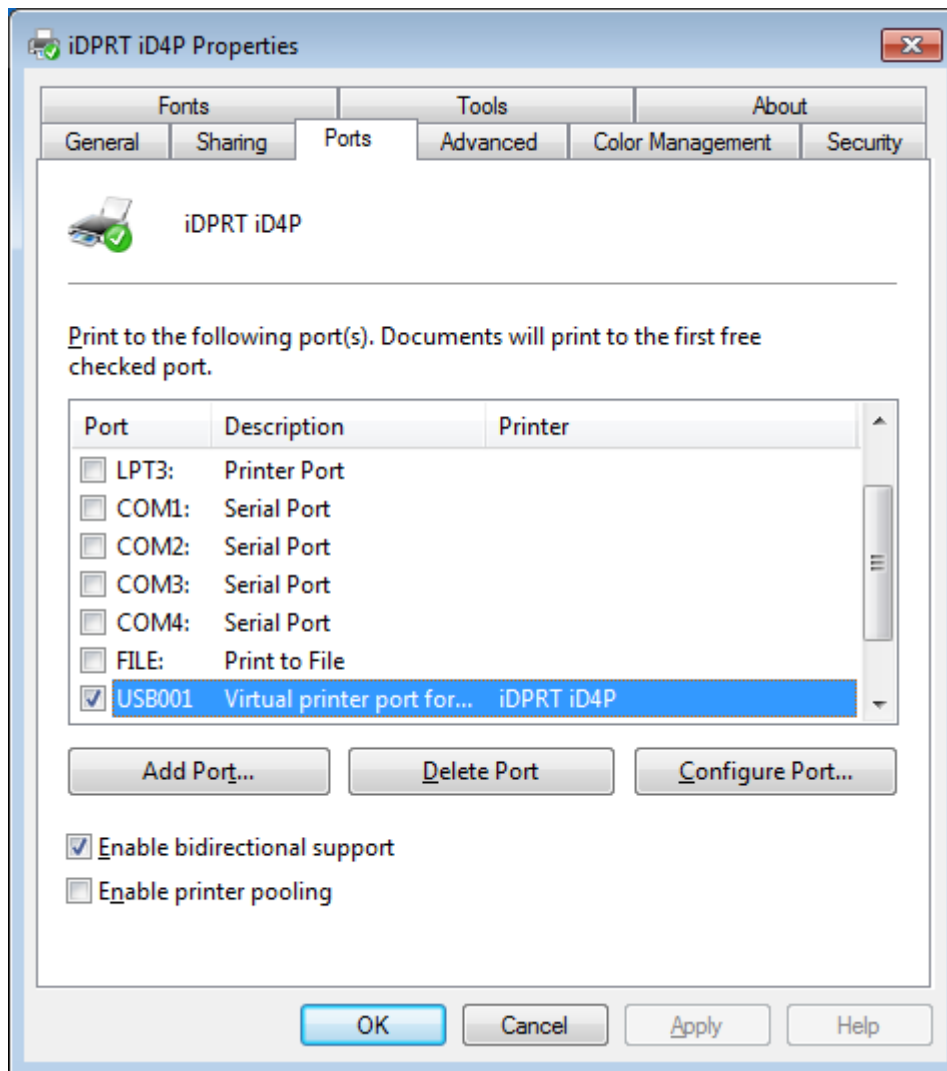 iDPRT iD4P Properties
Fonts Tools About
General Sharing Ports Advanced Color Management Security
iDPRT iD4P
Print to the following port(s). Documents will print to the first free
checked port.
Port Description Printer
LPT3: Printer Port
COM1: Serial Port
COM2: Serial Port
COM3: Serial Port
COM4: Serial Port
FILE: Print to File
USB001 Virtual printer port for... iDPRT iD4P
Add Port... Delete Port Configure Port...
Enable bidirectional support
Enable printer pooling
OK Cancel Apply Help